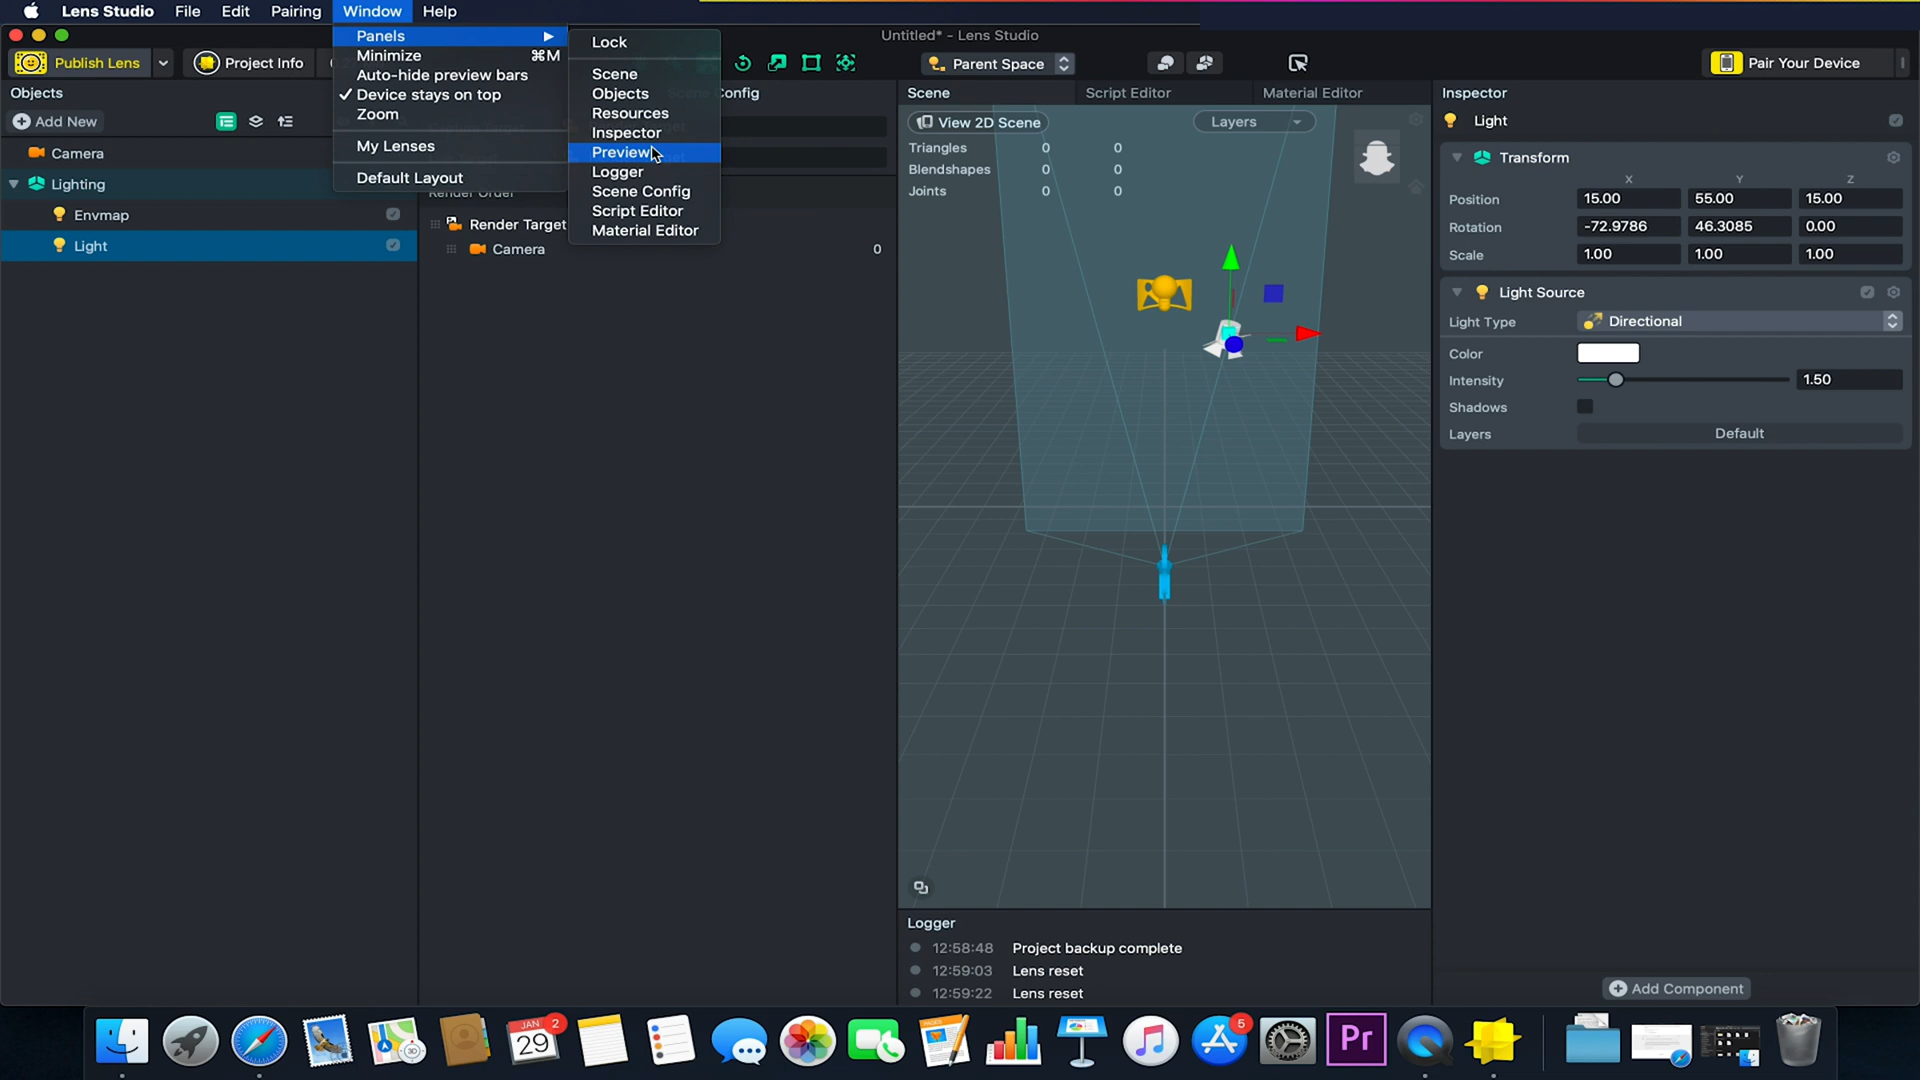 Lens Studio File Edit Pairing Window Help
Untitled* - Lens Studio
Publish Lens Project Info
Parent Space
Pair Your Device
Panels
Minimize ⌘M
Auto-hide preview bars
✓ Device stays on top
Zoom
My Lenses
Default Layout
Lock
Scene
Objects
Resources
Inspector
Preview
Logger
Scene Config
Script Editor
Material Editor
Objects
Add New
Camera
Lighting
Envmap
Light
Config
Render Order
Render Target
Camera 0
Scene Script Editor Material Editor
View 2D Scene Layers
Triangles 0 0
Blendshapes 0 0
Joints 0 0
Logger
12:58:48 Project backup complete
12:59:03 Lens reset
12:59:22 Lens reset
Inspector
Light
Transform
X Y Z
Position 15.00 55.00 15.00
Rotation -72.9786 46.3085 0.00
Scale 1.00 1.00 1.00
Light Source
Light Type Directional
Color
Intensity 1.50
Shadows
Layers Default
Add Component
JAN 2
29
3D
PAGES
5
Pr